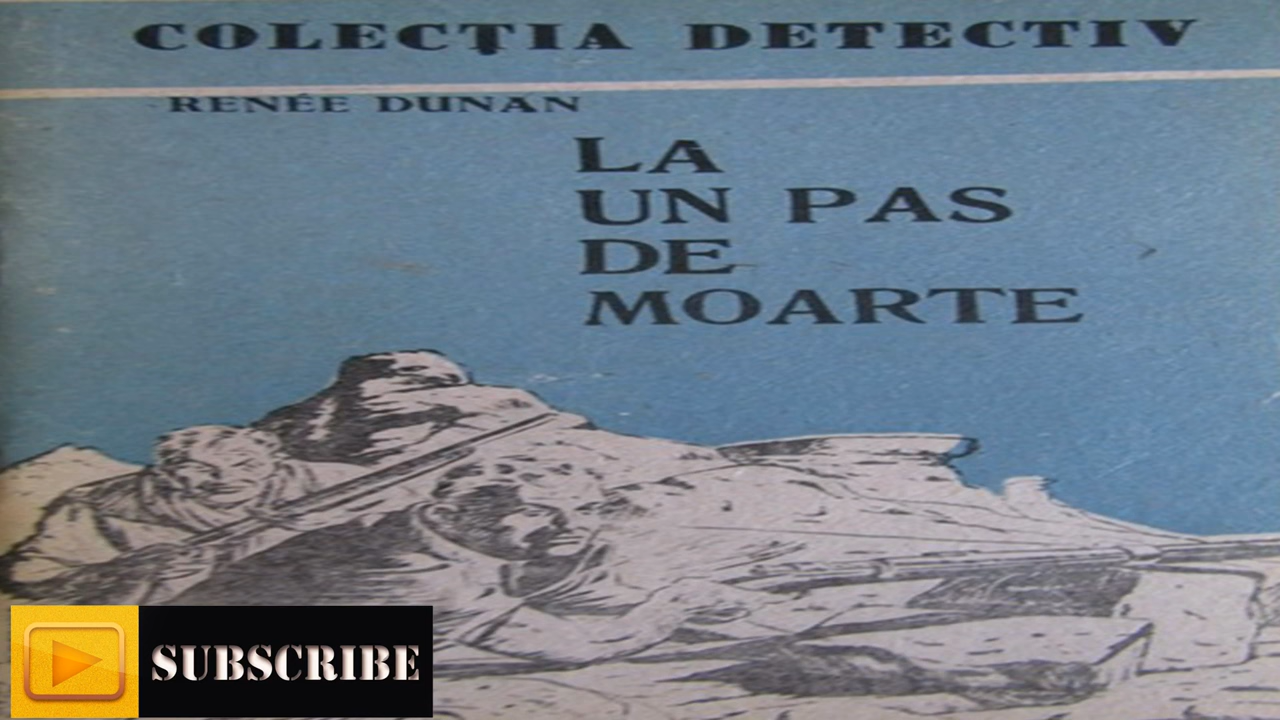 COLECȚIA DETECTIV
RENÉE DUNAN
LA
UN PAS
DE
MOARTE
SUBSCRIBE